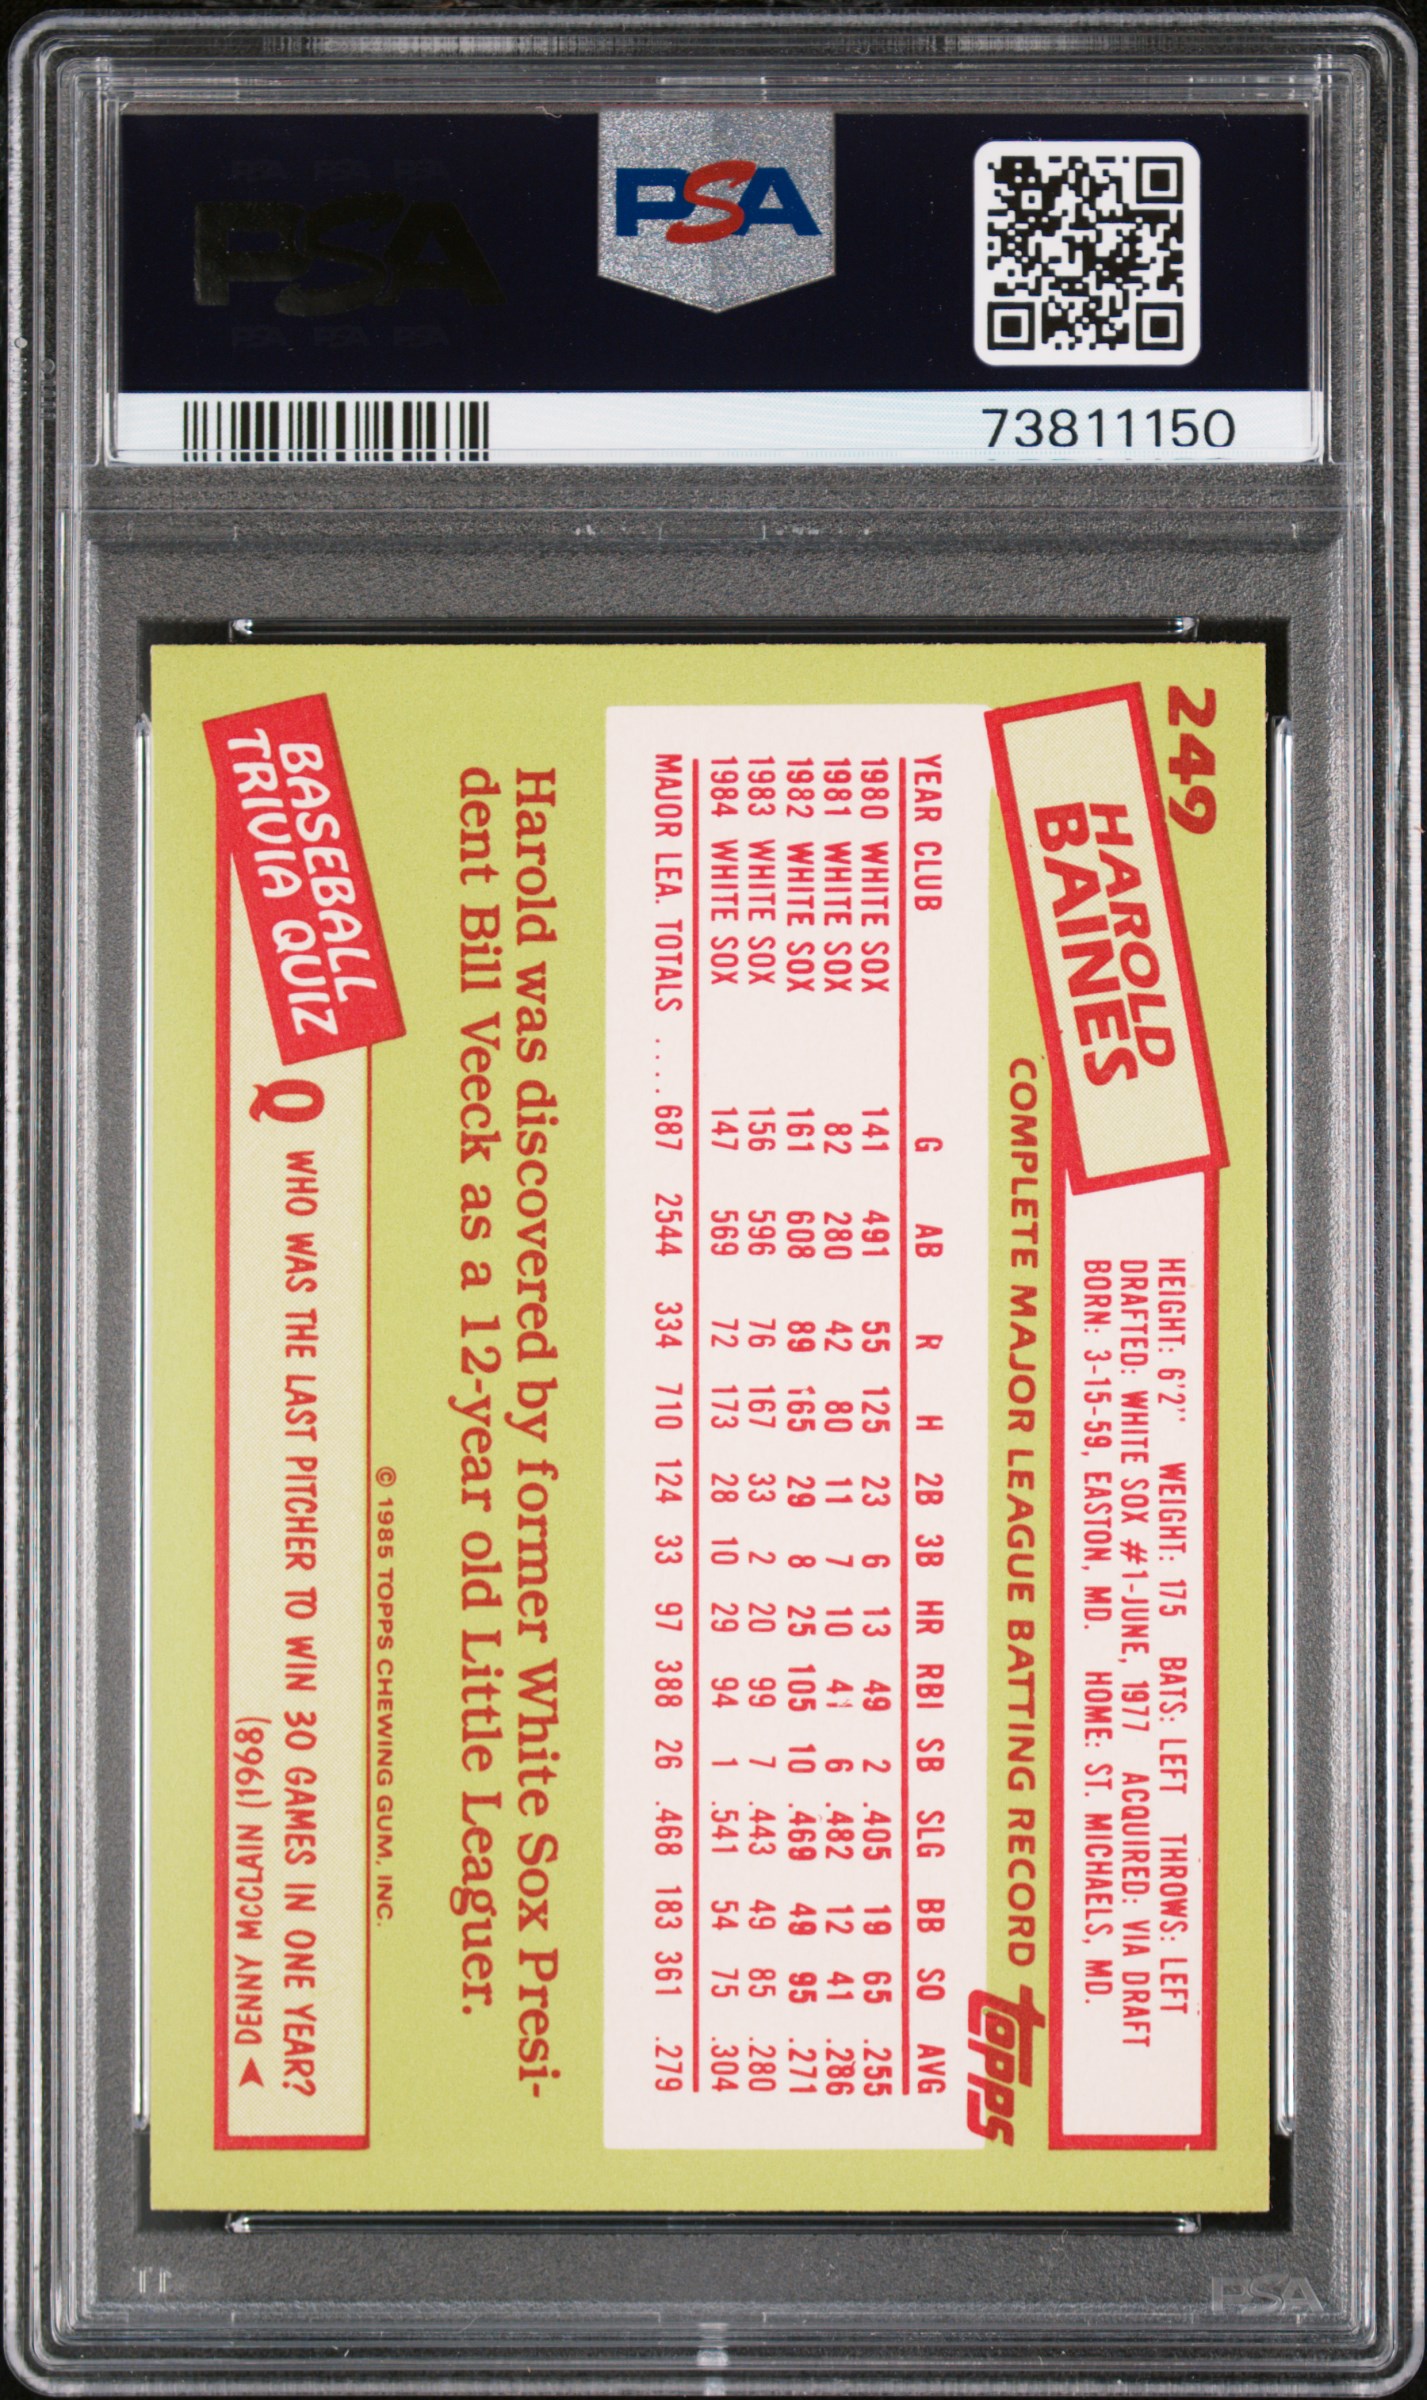 PSA
PSA
73811150
249
HAROLD
BAINES
HEIGHT: 6'2" WEIGHT: 175 BATS: LEFT THROWS: LEFT
DRAFTED: WHITE SOX #1-JUNE, 1977 ACQUIRED: VIA DRAFT
BORN: 3-15-59, EASTON, MD. HOME: ST. MICHAELS, MD.
COMPLETE MAJOR LEAGUE BATTING RECORD
topps
YEAR CLUB G AB R H 2B 3B HR RBI SB SLG BB SO AVG
1980 WHITE SOX 141 491 55 125 23 6 13 49 2 .405 19 65 .255
1981 WHITE SOX 82 280 42 80 11 7 10 41 6 .482 12 41 .286
1982 WHITE SOX 161 608 89 165 29 8 25 105 10 .469 49 95 .271
1983 WHITE SOX 156 596 76 167 33 2 20 99 7 .443 49 85 .280
1984 WHITE SOX 147 569 72 173 28 10 29 94 1 .541 54 75 .304
MAJOR LEA. TOTALS .... 687 2544 334 710 124 33 97 388 26 .468 183 361 .279
Harold was discovered by former White Sox Presi-
dent Bill Veeck as a 12-year old Little Leaguer.
© 1985 TOPPS CHEWING GUM, INC.
BASEBALL
TRIVIA QUIZ
Q WHO WAS THE LAST PITCHER TO WIN 30 GAMES IN ONE YEAR?
DENNY MCCLAIN (1968)
PSA